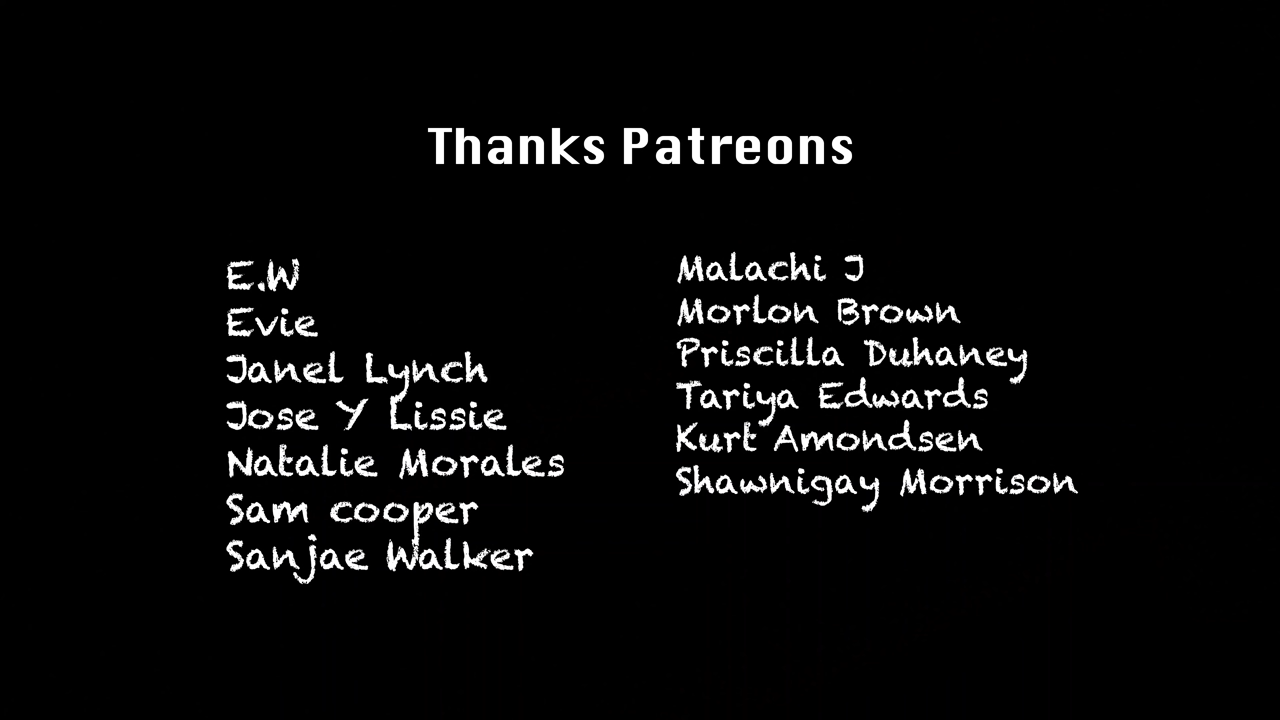 Thanks Patreons
E.W
Evie
Janel Lynch
Jose Y Lissie
Natalie Morales
Sam cooper
Sanjae Walker
Malachi J
Morlon Brown
Priscilla Duhaney
Tariya Edwards
Kurt Amondsen
Shawnigay Morrison